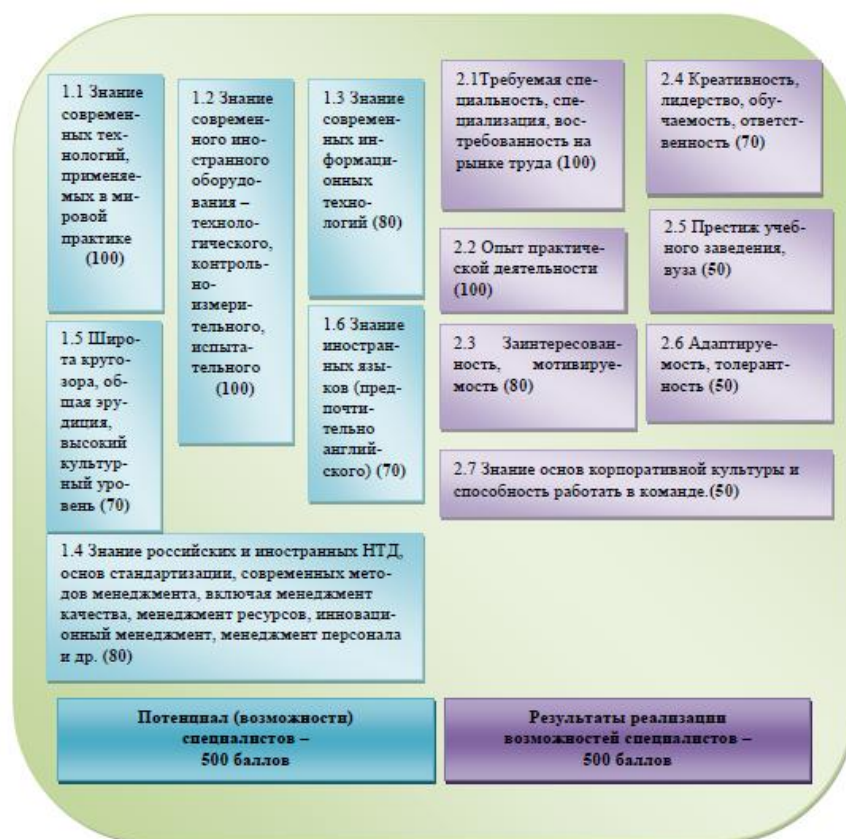 1.1 Знание
современ-
ных тех-
нологий,
применяе-
мых в ми-
ровой
практике
(100)
1.2 Знание
современ-
ного ино-
странного
оборудо-
вания –
техноло-
гического,
контроль-
но-
измери-
тельного,
испыта-
тельного
(100)
1.3 Знание
современ-
ных ин-
формаци-
онных
техно-
логий (80)
1.5 Широ-
та круго-
зора, об-
щая эру-
диция,
высокий
культур-
ный уро-
вень (70)
1.6 Знание
иностран-
ных язы-
ков (пред-
почти-
тельно
англий-
ского) (70)
1.4 Знание российских и иностранных НТД,
основ стандартизации, современных мето-
дов менеджмента, включая менеджмент
качества, менеджмент ресурсов, инноваци-
онный менеджмент, менеджмент персонала
и др. (80)
2.1Требуемая спе-
циальность, спе-
циализация, вос-
требованность на
рынке труда (100)
2.4 Креативность,
лидерство, обу-
чаемость, ответст-
венность (70)
2.2 Опыт практиче-
ской деятельности
(100)
2.5 Престиж учеб-
ного заведения,
вуза (50)
2.3 Заинтересован-
ность, мотивируе-
мость (80)
2.6 Адаптируе-
мость, толерант-
ность (50)
2.7 Знание основ корпоративной культуры и
способность работать в команде.(50)
Потенциал (возможности)
специалистов –
500 баллов
Результаты реализации
возможностей специалистов –
500 баллов